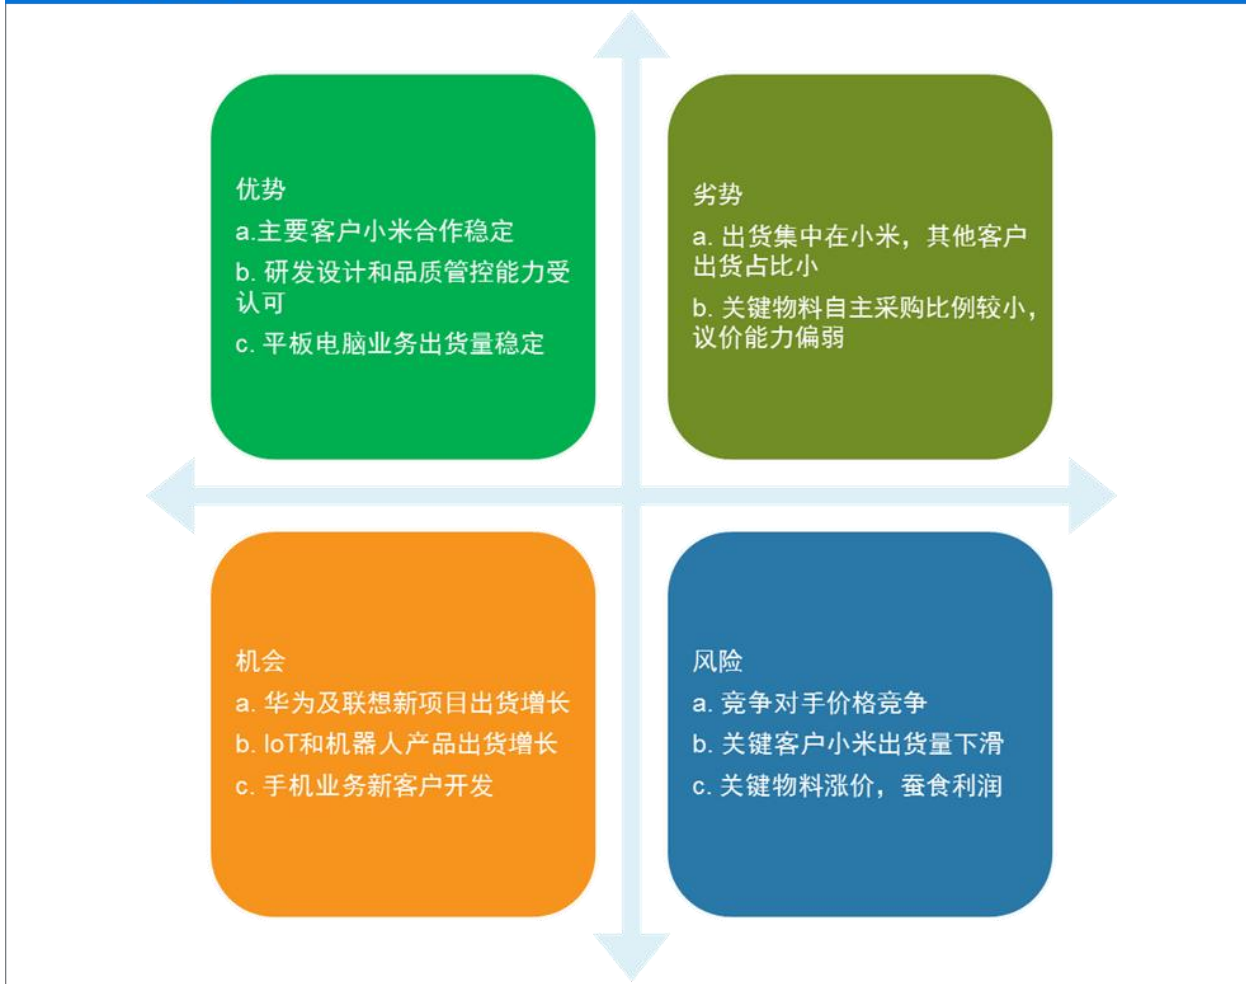 优势
a.主要客户小米合作稳定
b. 研发设计和品质管控能力受
认可
c. 平板电脑业务出货量稳定
劣势
a. 出货集中在小米，其他客户
出货占比小
b. 关键物料自主采购比例较小，
议价能力偏弱
机会
a. 华为及联想新项目出货增长
b. IoT和机器人产品出货增长
c. 手机业务新客户开发
风险
a. 竞争对手价格竞争
b. 关键客户小米出货量下滑
c. 关键物料涨价，蚕食利润